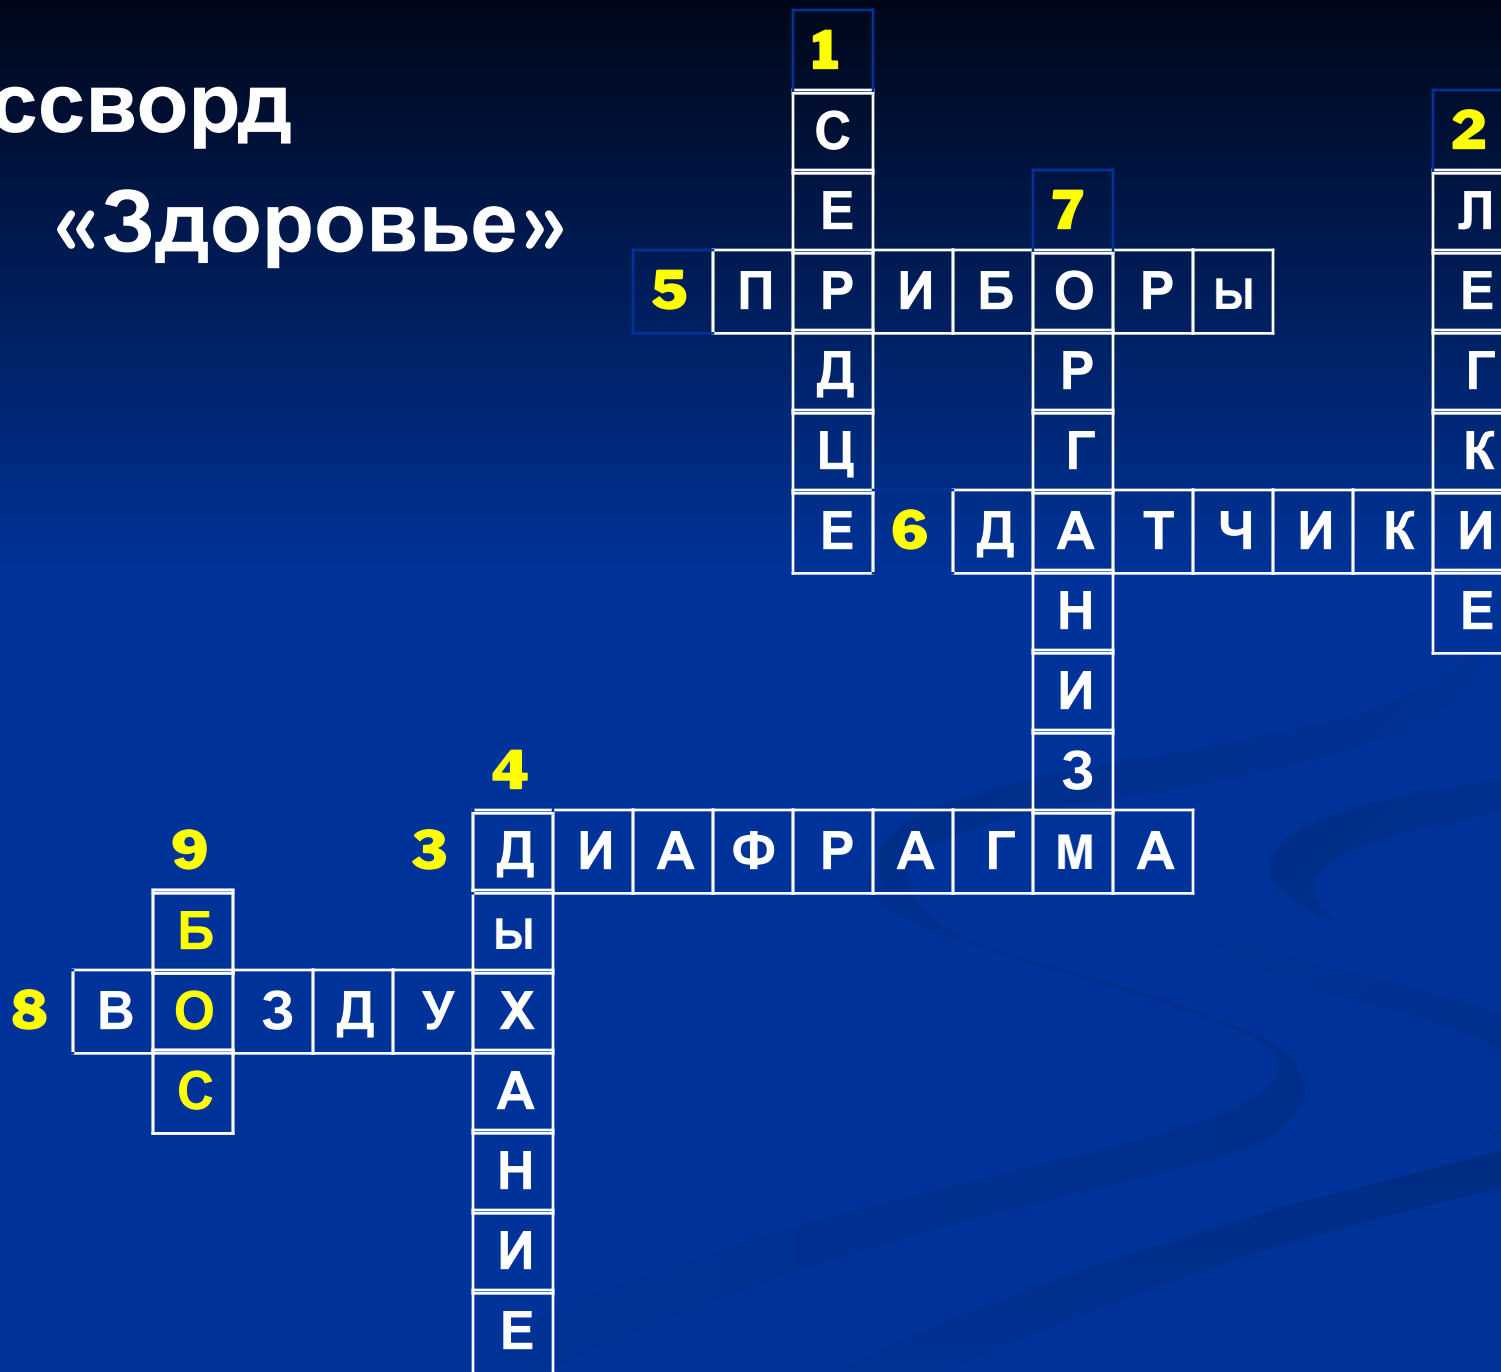 ссворд
«Здоровье»
1 СЕРДЦЕ
2 ЛЕГКИЕ
7 ОРГАНИЗМ
5 ПРИБОРЫ
6 ДАТЧИКИ
4 ДЫХАНИЕ
3 ДИАФРАГМА
9 БОС
8 ВОЗДУХ